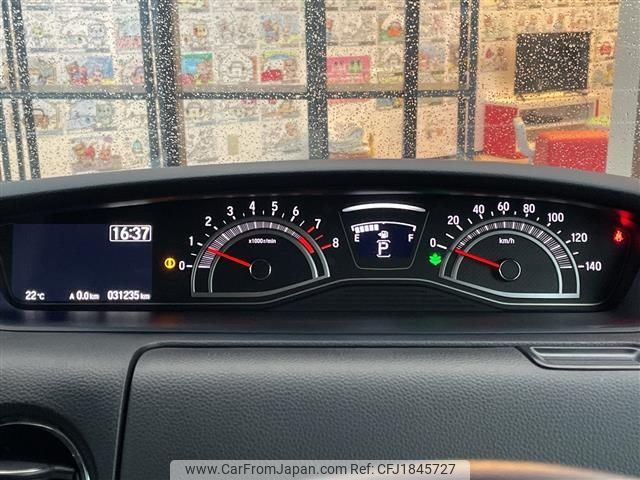 16:37
22°C A 0.0km 031235km
0 1 2 3 4 5 6 7 8
x1000r/min
E F
P
0 20 40 60 80 100 120 140
km/h
www.CarFromJapan.com - REF:CFJ1845727